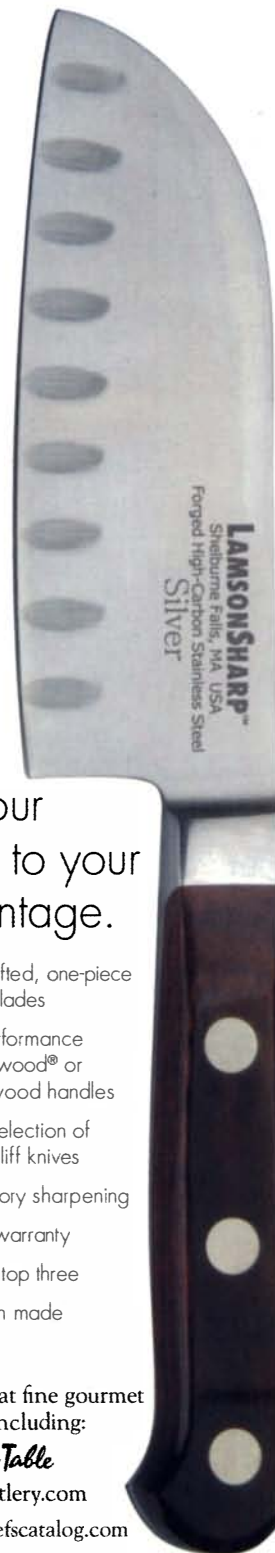 LAMSONSHARP™
Shelburne Falls, MA USA
Forged High-Carbon Stainless Steel
Silver
our
to your
ntage.
fted, one-piece
lades
formance
wood® or
wood handles
election of
liff knives
ory sharpening
warranty
top three
n made
at fine gourmet
ncluding:
Table
tlery.com
efscatalog.com